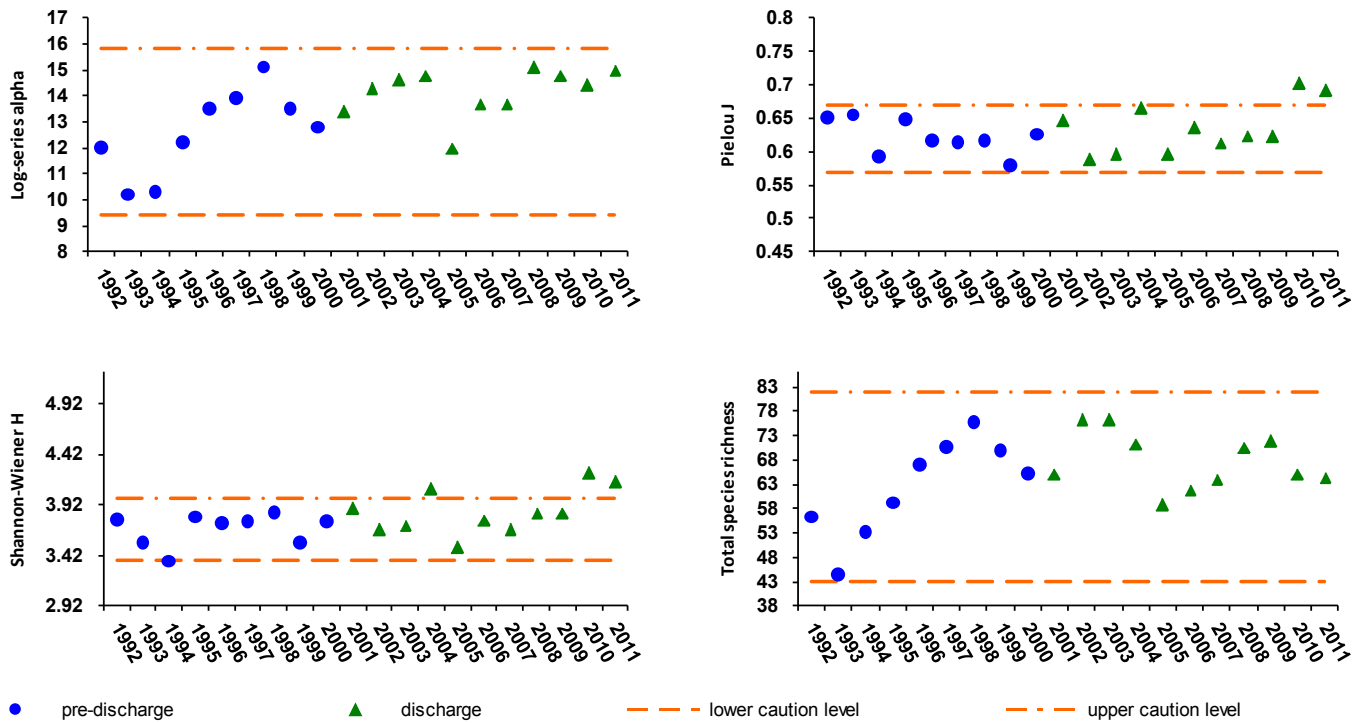 Log-series alpha
17
16
15
14
13
12
11
10
9
8
1992 1993 1994 1995 1996 1997 1998 1999 2000 2001 2002 2003 2004 2005 2006 2007 2008 2009 2010 2011
Pielou J
0.8
0.75
0.7
0.65
0.6
0.55
0.5
0.45
1992 1993 1994 1995 1996 1997 1998 1999 2000 2001 2002 2003 2004 2005 2006 2007 2008 2009 2010 2011
Shannon-Wiener H
4.92
4.42
3.92
3.42
2.92
1992 1993 1994 1995 1996 1997 1998 1999 2000 2001 2002 2003 2004 2005 2006 2007 2008 2009 2010 2011
Total species richness
83
78
73
68
63
58
53
48
43
38
1992 1993 1994 1995 1996 1997 1998 1999 2000 2001 2002 2003 2004 2005 2006 2007 2008 2009 2010 2011
pre-discharge
discharge
lower caution level
upper caution level